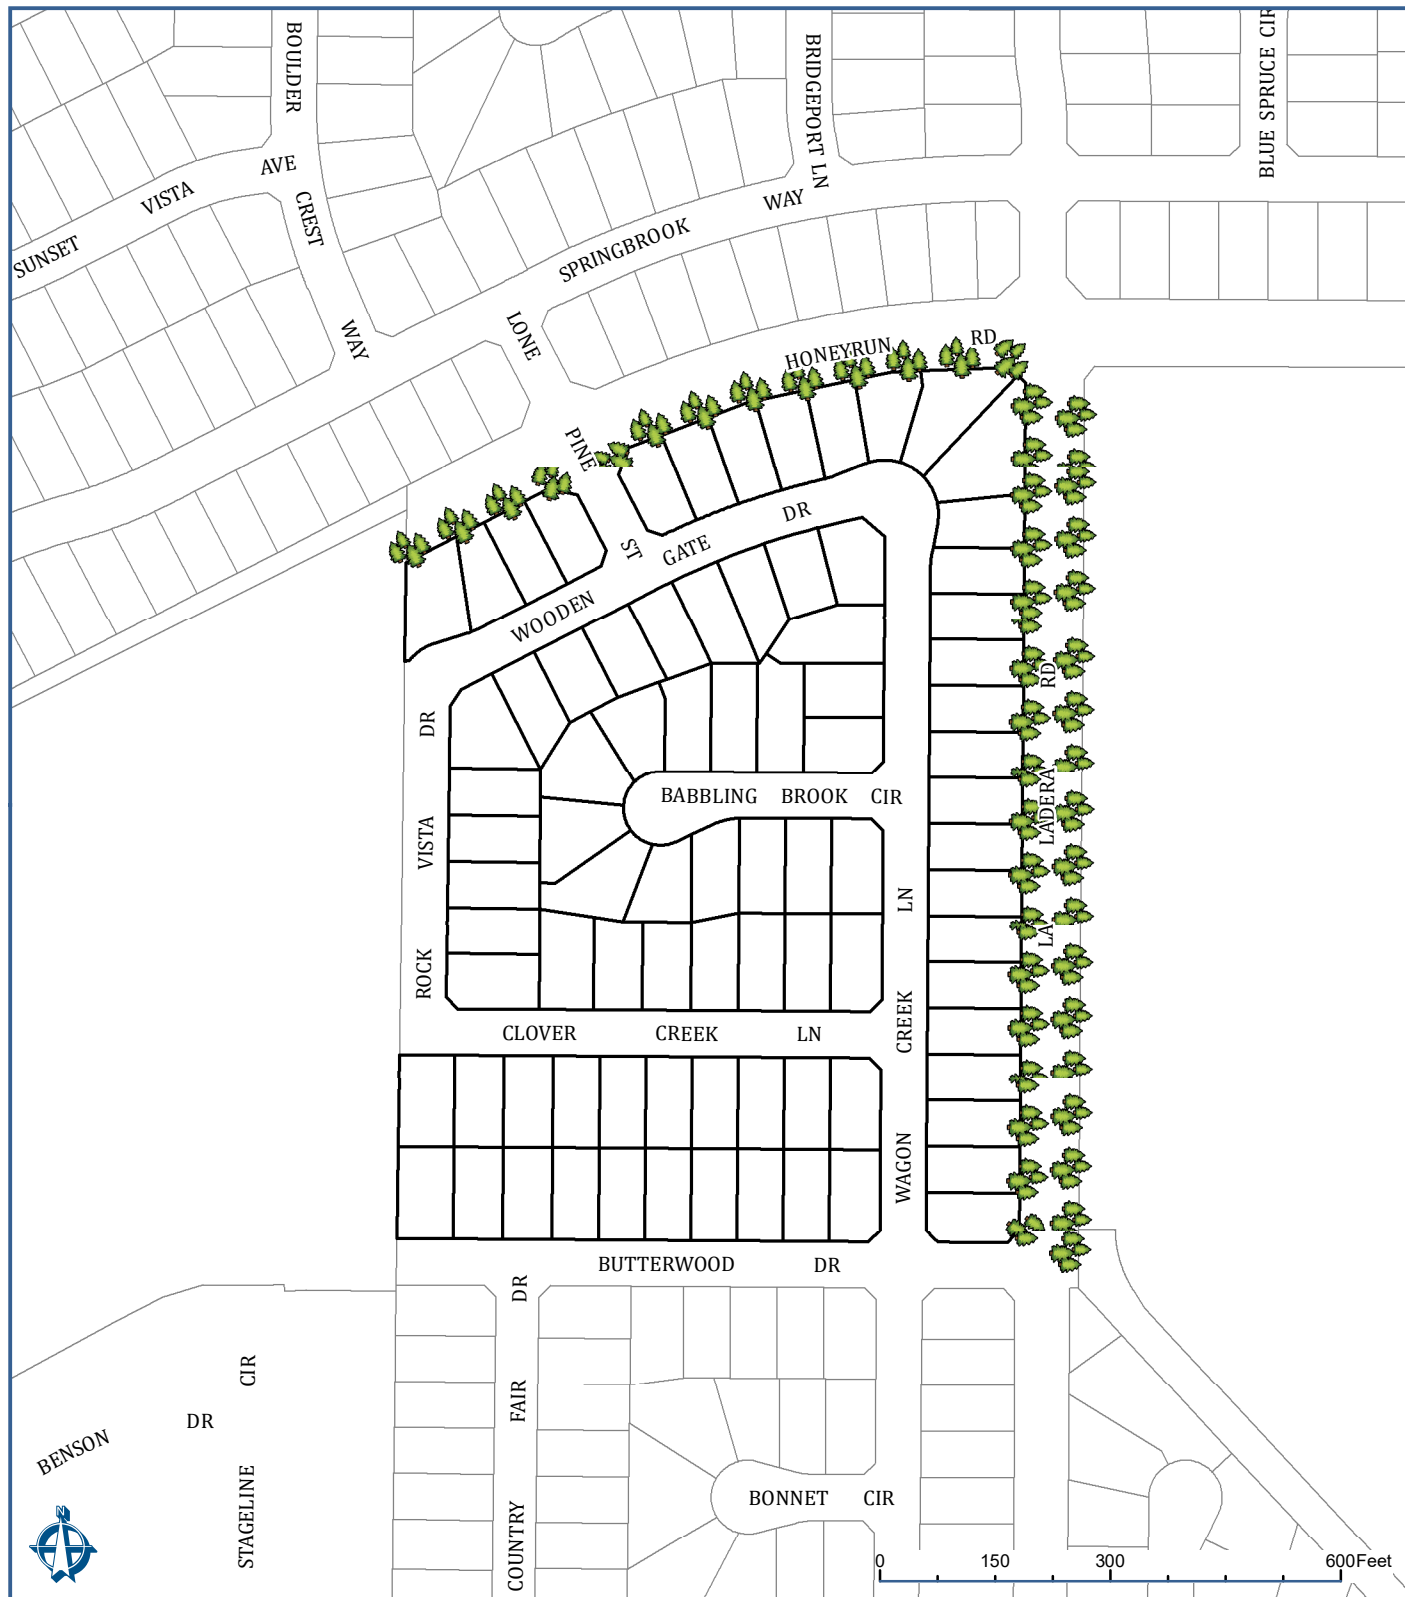 BOULDER
CREST
WAY
BRIDGEPORT LN
BLUE SPRUCE CIR
SUNSET VISTA AVE
SPRINGBROOK WAY
LONE
PINE
ST
HONEYRUN RD
WOODEN GATE DR
ROCK VISTA DR
BABBLING BROOK CIR
LA LADERA RD
WAGON CREEK LN
CLOVER CREEK LN
BUTTERWOOD DR
COUNTRY FAIR DR
BENSON DR
STAGELINE CIR
BONNET CIR
N
0 150 300 600Feet